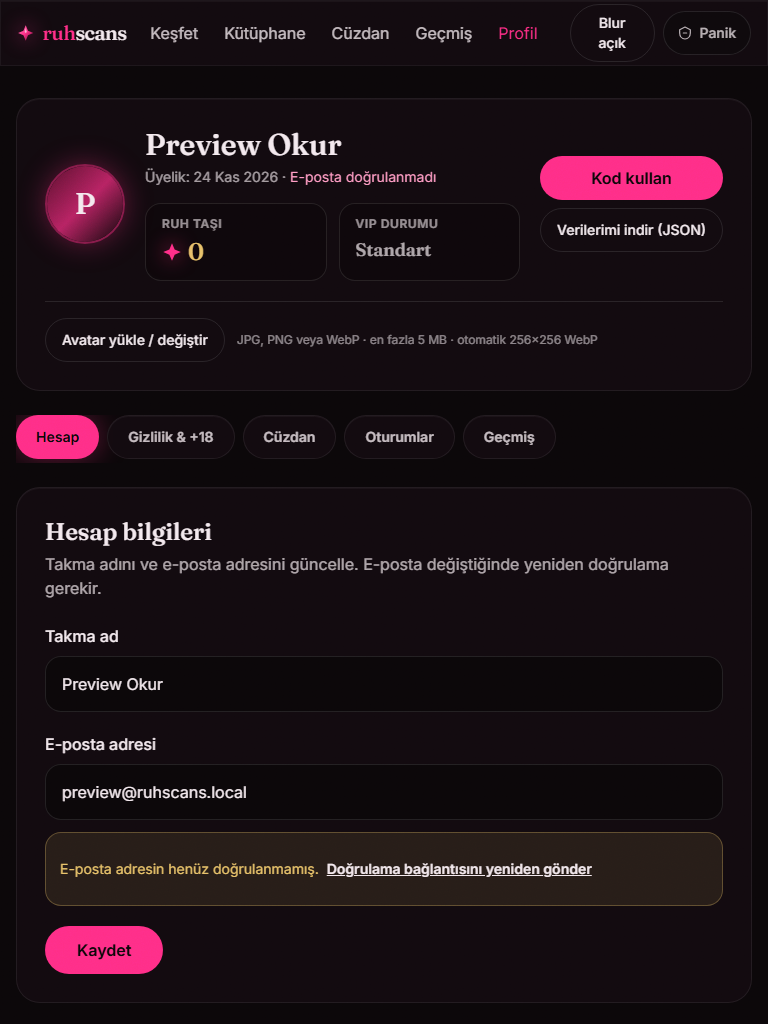 ruhscans Keşfet Kütüphane Cüzdan Geçmiş Profil Blur açık Panik
P
Preview Okur
Üyelik: 24 Kas 2026 · E-posta doğrulanmadı
RUH TAŞI
0
VIP DURUMU
Standart
Kod kullan
Verilerimi indir (JSON)
Avatar yükle / değiştir
JPG, PNG veya WebP · en fazla 5 MB · otomatik 256×256 WebP
Hesap Gizlilik & +18 Cüzdan Oturumlar Geçmiş
Hesap bilgileri
Takma adını ve e-posta adresini güncelle. E-posta değiştiğinde yeniden doğrulama
gerekir.
Takma ad
Preview Okur
E-posta adresi
preview@ruhscans.local
E-posta adresin henüz doğrulanmamış. Doğrulama bağlantısını yeniden gönder
Kaydet